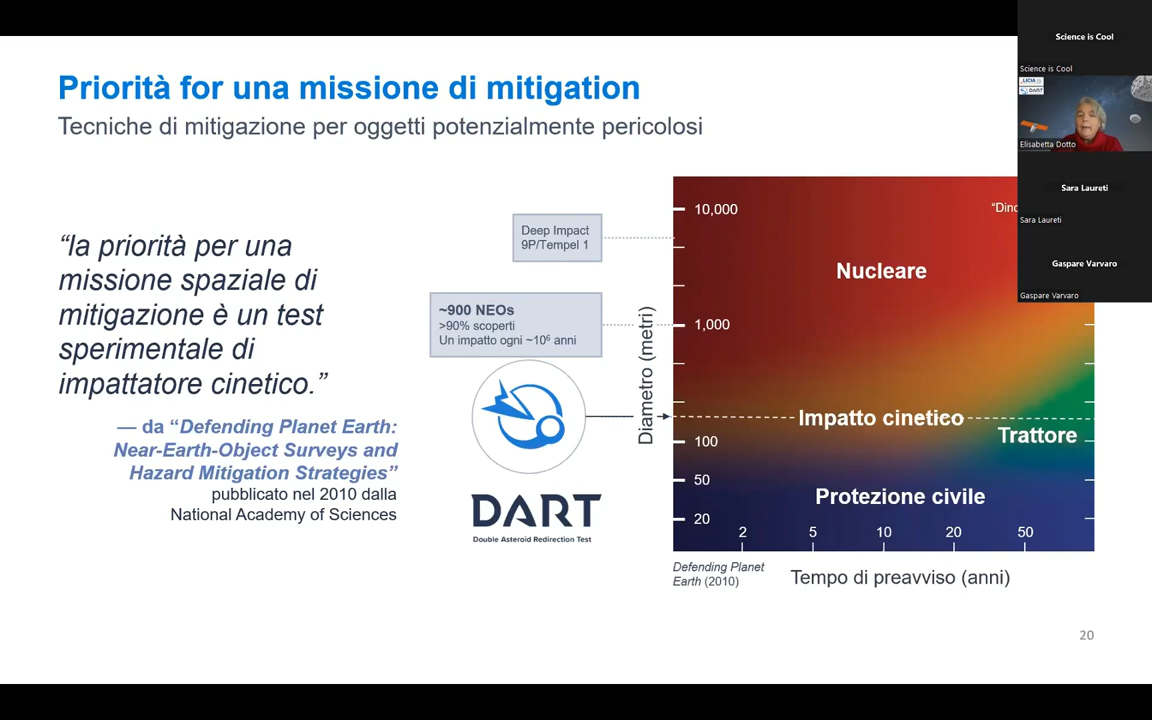 Priorità for una missione di mitigation
Tecniche di mitigazione per oggetti potenzialmente pericolosi
“la priorità per una
missione spaziale di
mitigazione è un test
sperimentale di
impattatore cinetico.”
— da “Defending Planet Earth:
Near-Earth-Object Surveys and
Hazard Mitigation Strategies”
pubblicato nel 2010 dalla
National Academy of Sciences
Deep Impact
9P/Tempel 1
~900 NEOs
>90% scoperti
Un impatto ogni ~10⁶ anni
DART
Double Asteroid Redirection Test
Diametro (metri)
10,000
1,000
100
50
20
Nucleare
Impatto cinetico
Trattore
Protezione civile
2 5 10 20 50
Defending Planet
Earth (2010)
Tempo di preavviso (anni)
20
Science is Cool
Science is Cool
LICIA
DART
Elisabetta Dotto
Sara Laureti
Sara Laureti
Gaspare Varvaro
Gaspare Varvaro